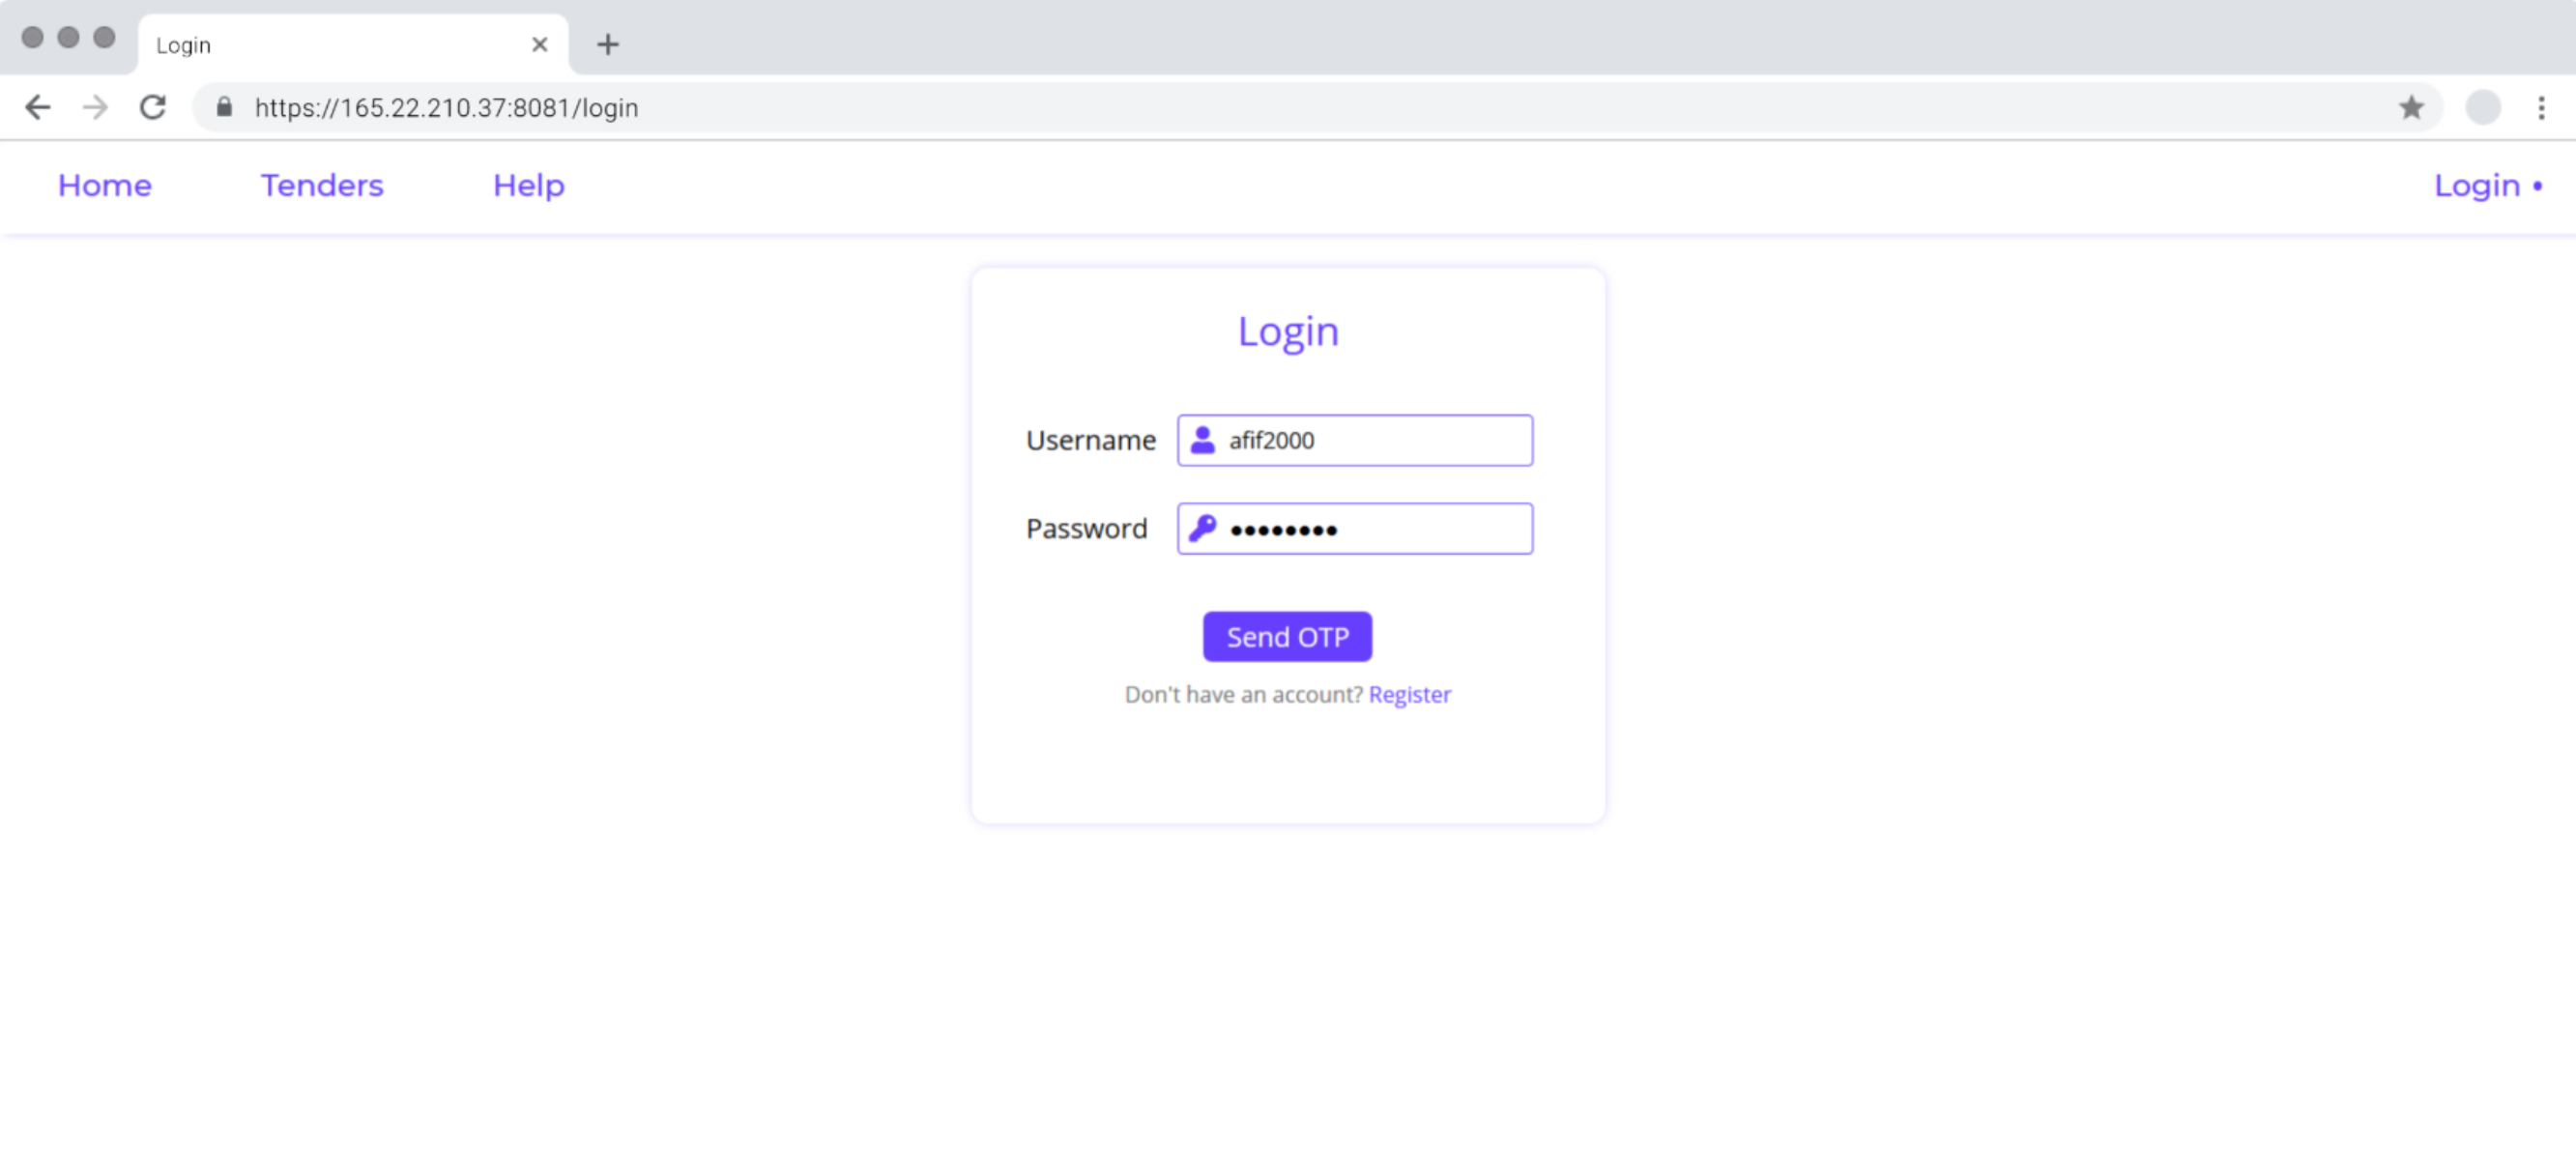 Login
https://165.22.210.37:8081/login
Home Tenders Help Login •
Login
Username afif2000
Password ••••••••
Send OTP
Don't have an account? Register